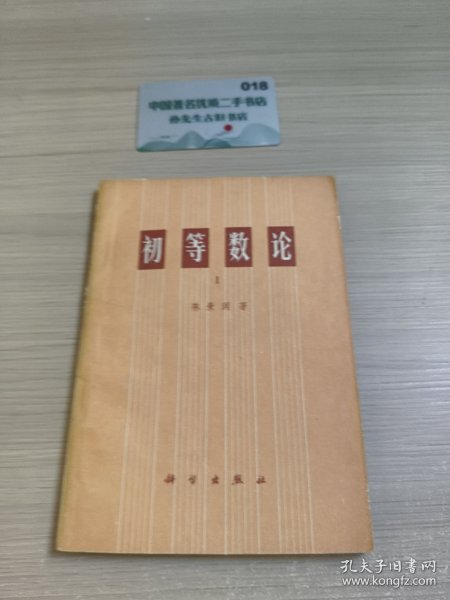 018
中国著名优质二手书店
孙先生古旧书店
初等数论
I
陈景润著
科学出版社
孔夫子旧书网
www.kongfz.com